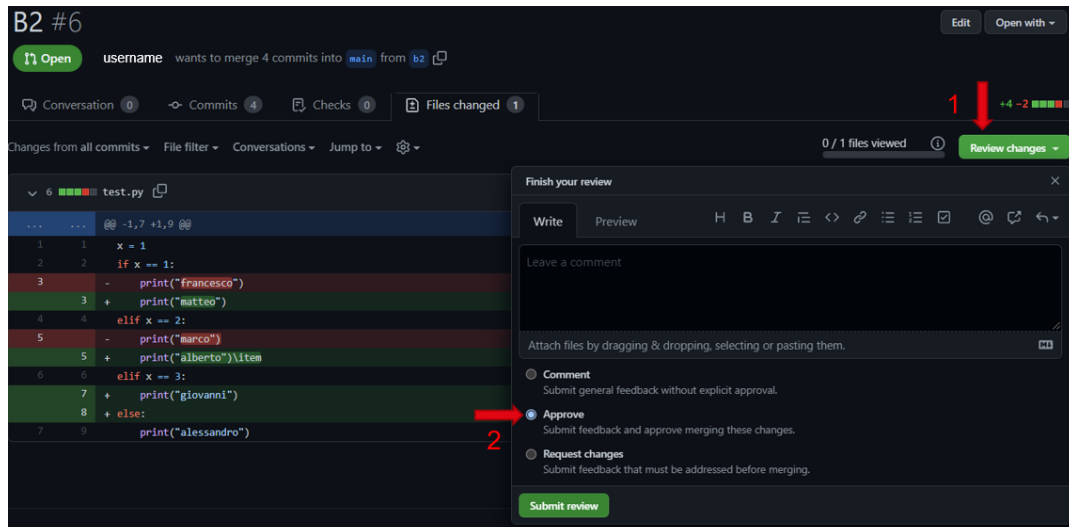 B2 #6
Edit
Open with
Open
username wants to merge 4 commits into main from b2
Conversation 0
Commits 4
Checks 0
Files changed 1
1
+4 −2
Changes from all commits
File filter
Conversations
Jump to
0 / 1 files viewed
Review changes
6 test.py
... ... @@ -1,7 +1,9 @@
1 1 x = 1
2 2 if x == 1:
3 - print("francesco")
3 + print("matteo")
4 4 elif x == 2:
5 - print("marco")
5 + print("alberto")\item
6 6 elif x == 3:
7 + print("giovanni")
8 + else:
7 9 print("alessandro")
Finish your review
Write
Preview
Leave a comment
Attach files by dragging & dropping, selecting or pasting them.
Comment
Submit general feedback without explicit approval.
2
Approve
Submit feedback and approve merging these changes.
Request changes
Submit feedback that must be addressed before merging.
Submit review